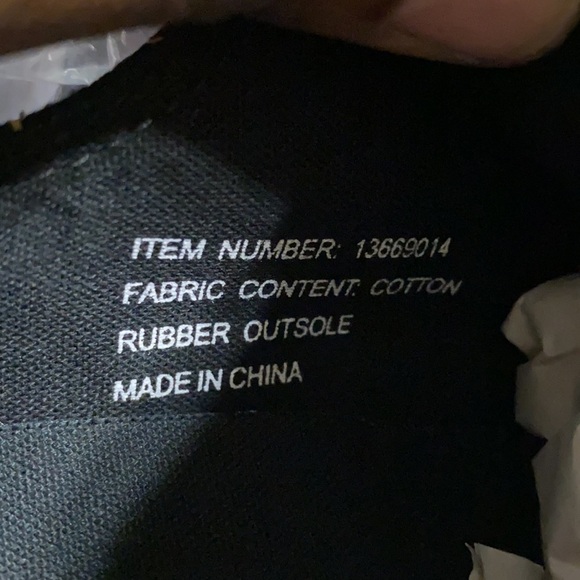 ITEM NUMBER: 13669014
FABRIC CONTENT: COTTON
RUBBER OUTSOLE
MADE IN CHINA